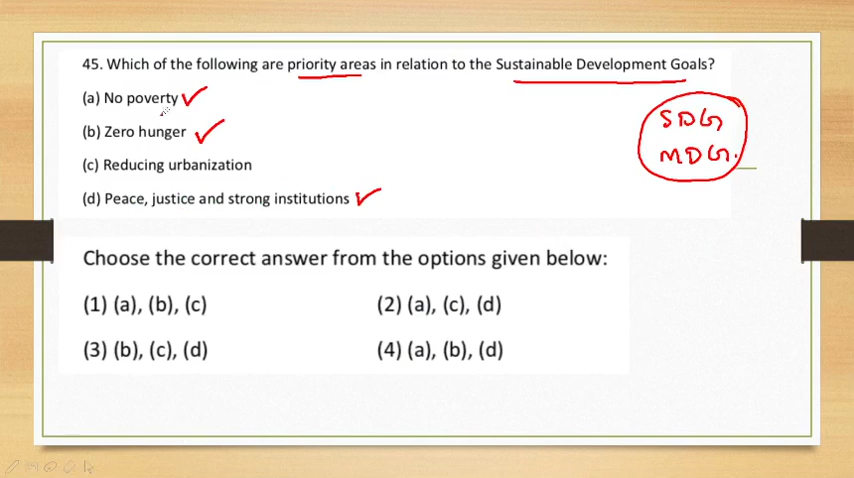 45. Which of the following are priority areas in relation to the Sustainable Development Goals?
(a) No poverty
(b) Zero hunger
(c) Reducing urbanization
(d) Peace, justice and strong institutions
SDG
MDG.
Choose the correct answer from the options given below:
(1) (a), (b), (c)
(2) (a), (c), (d)
(3) (b), (c), (d)
(4) (a), (b), (d)